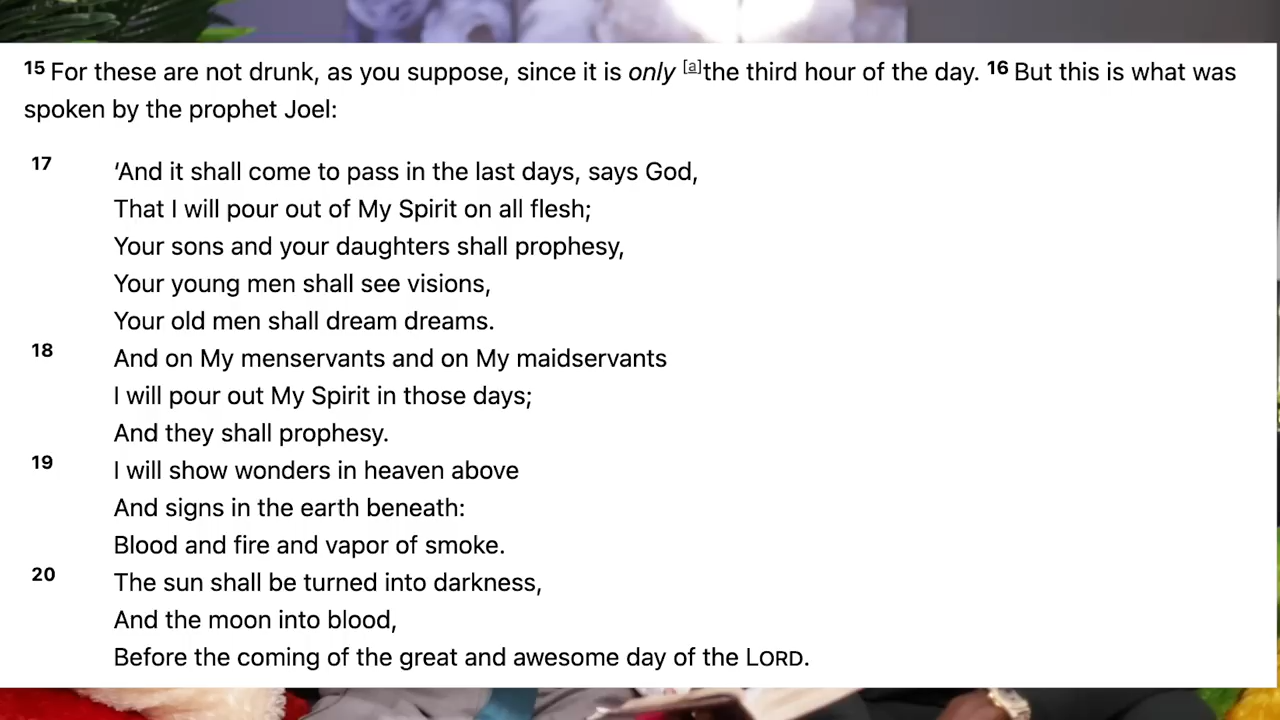 15 For these are not drunk, as you suppose, since it is only [a]the third hour of the day. 16 But this is what was
spoken by the prophet Joel:
17 ‘And it shall come to pass in the last days, says God,
That I will pour out of My Spirit on all flesh;
Your sons and your daughters shall prophesy,
Your young men shall see visions,
Your old men shall dream dreams.
18 And on My menservants and on My maidservants
I will pour out My Spirit in those days;
And they shall prophesy.
19 I will show wonders in heaven above
And signs in the earth beneath:
Blood and fire and vapor of smoke.
20 The sun shall be turned into darkness,
And the moon into blood,
Before the coming of the great and awesome day of the LORD.